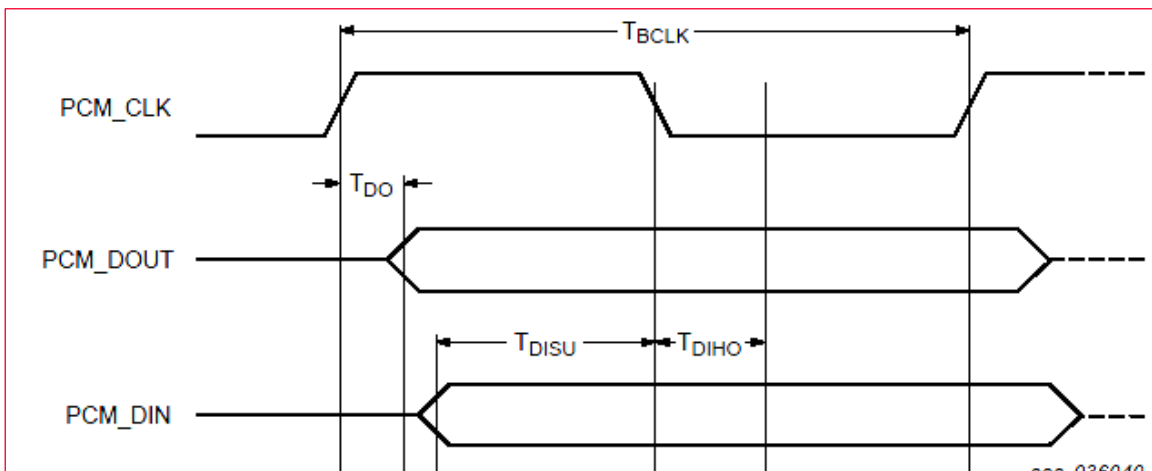 TBCLK
PCM_CLK
TDO
PCM_DOUT
TDISU
TDIHO
PCM_DIN